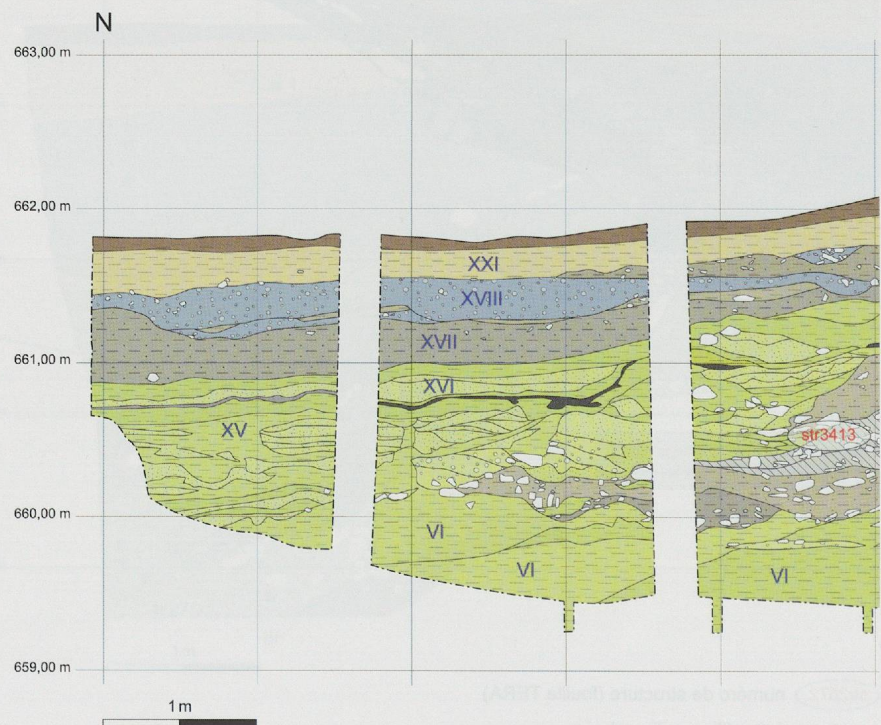 N
663,00 m
662,00 m
XXI
XVIII
XVII
661,00 m
XVI
XV
str3413
660,00 m
VI
VI
VI
659,00 m
1 m